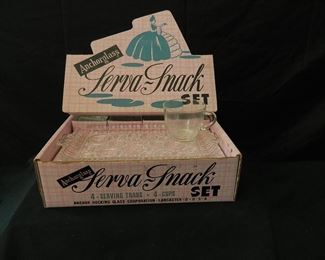 Anchorglass
Serva-Snack
SET
Anchorglass
Serva-Snack
SET
4 - SERVING TRAYS • 4 - CUPS
ANCHOR HOCKING GLASS CORPORATION • LANCASTER • O • U S A